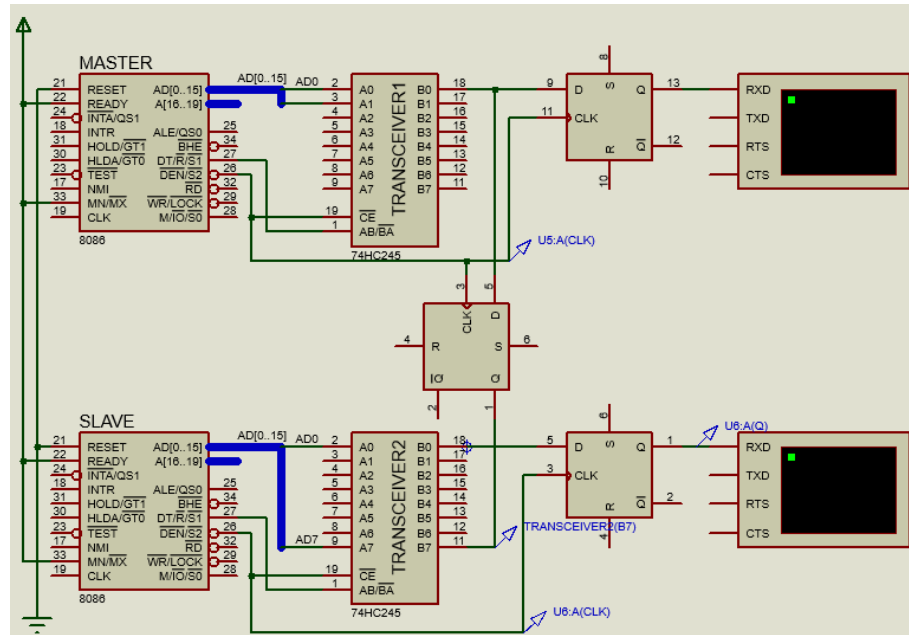 MASTER
21 RESET AD[0..15] AD[0..15] AD0 2 A0 B0 18 9 D S Q 13 RXD
22 READY A[16..19] 3 A1 B1 17
24 INTA/QS1 4 A2 B2 16 11 CLK TXD
18 INTR ALE/QS0 25 5 A3 B3 15
31 HOLD/GT1 BHE 34 6 A4 B4 14 Q 12 RTS
30 HLDA/GT0 DT/R/S1 27 7 A5 B5 13 R
23 TEST DEN/S2 26 8 A6 B6 12 CTS
17 NMI RD 32 9 A7 B7 11 10
33 MN/MX WR/LOCK 29
19 CLK M/IO/S0 28 19 CE
1 AB/BA
8
TRANSCEIVER1
8086
74HC245
U5:A(CLK)
3 5
CLK D
4 R S 6
Q Q
2 1
SLAVE
21 RESET AD[0..15] AD[0..15] AD0 2 A0 B0 18 5 D S Q 1 RXD
22 READY A[16..19] 3 A1 B1 17
24 INTA/QS1 4 A2 B2 16 3 CLK TXD
18 INTR ALE/QS0 25 5 A3 B3 15
31 HOLD/GT1 BHE 34 6 A4 B4 14 Q 2 RTS
30 HLDA/GT0 DT/R/S1 27 7 A5 B5 13 R
23 TEST DEN/S2 26 8 A6 B6 12 CTS
17 NMI RD 32 AD7 9 A7 B7 11 4
33 MN/MX WR/LOCK 29
19 CLK M/IO/S0 28 19 CE
1 AB/BA
6
TRANSCEIVER2
U6:A(Q)
TRANSCEIVER2(B7)
8086
74HC245
U6:A(CLK)